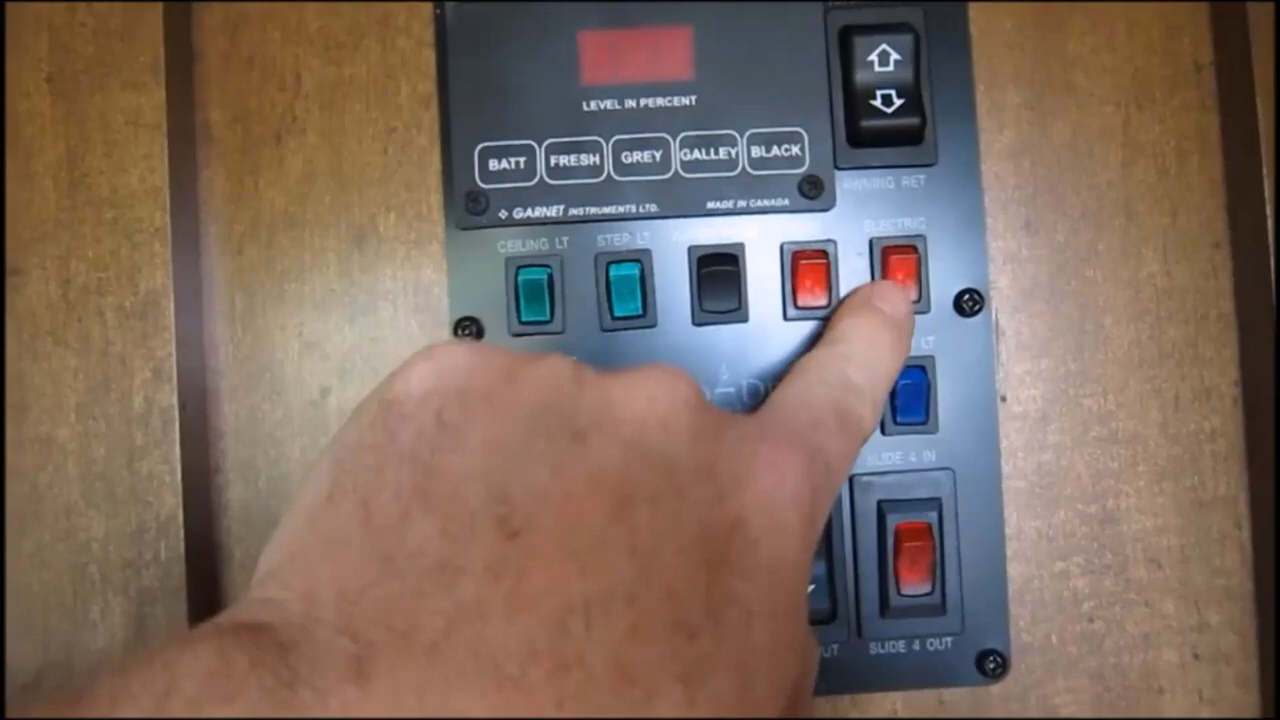 LEVEL IN PERCENT
BATT FRESH GREY GALLEY BLACK
GARNET INSTRUMENTS LTD. MADE IN CANADA
AWNING RET
CEILING LT STEP LT ELECTRIC
LT
SLIDE 4 IN
SLIDE 4 OUT